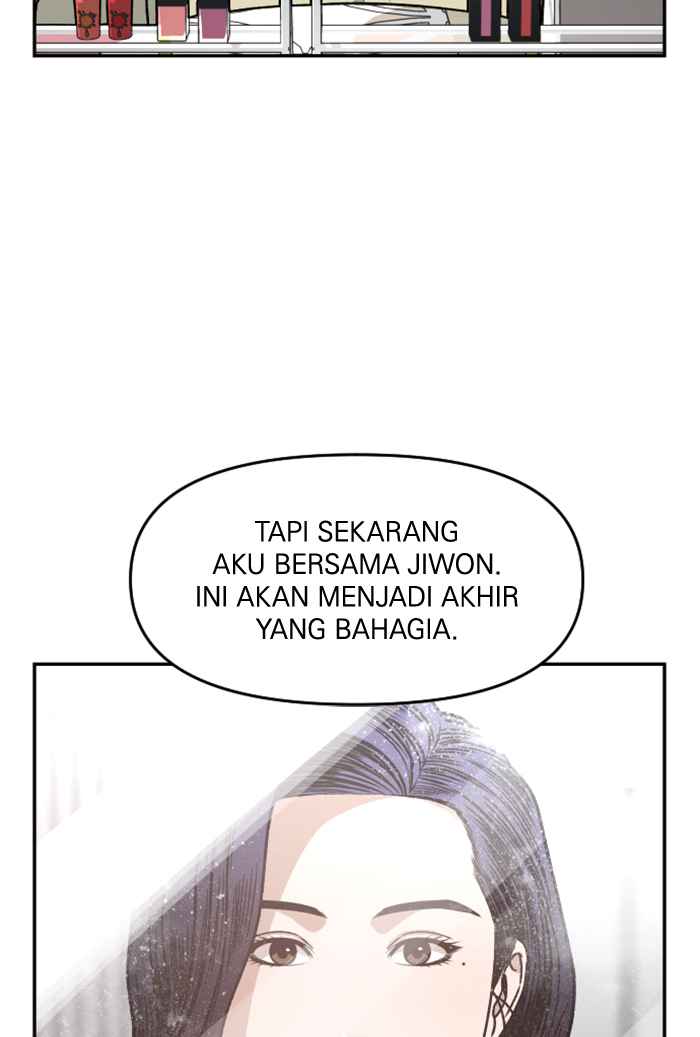 TAPI SEKARANG
AKU BERSAMA JIWON.
INI AKAN MENJADI AKHIR
YANG BAHAGIA.